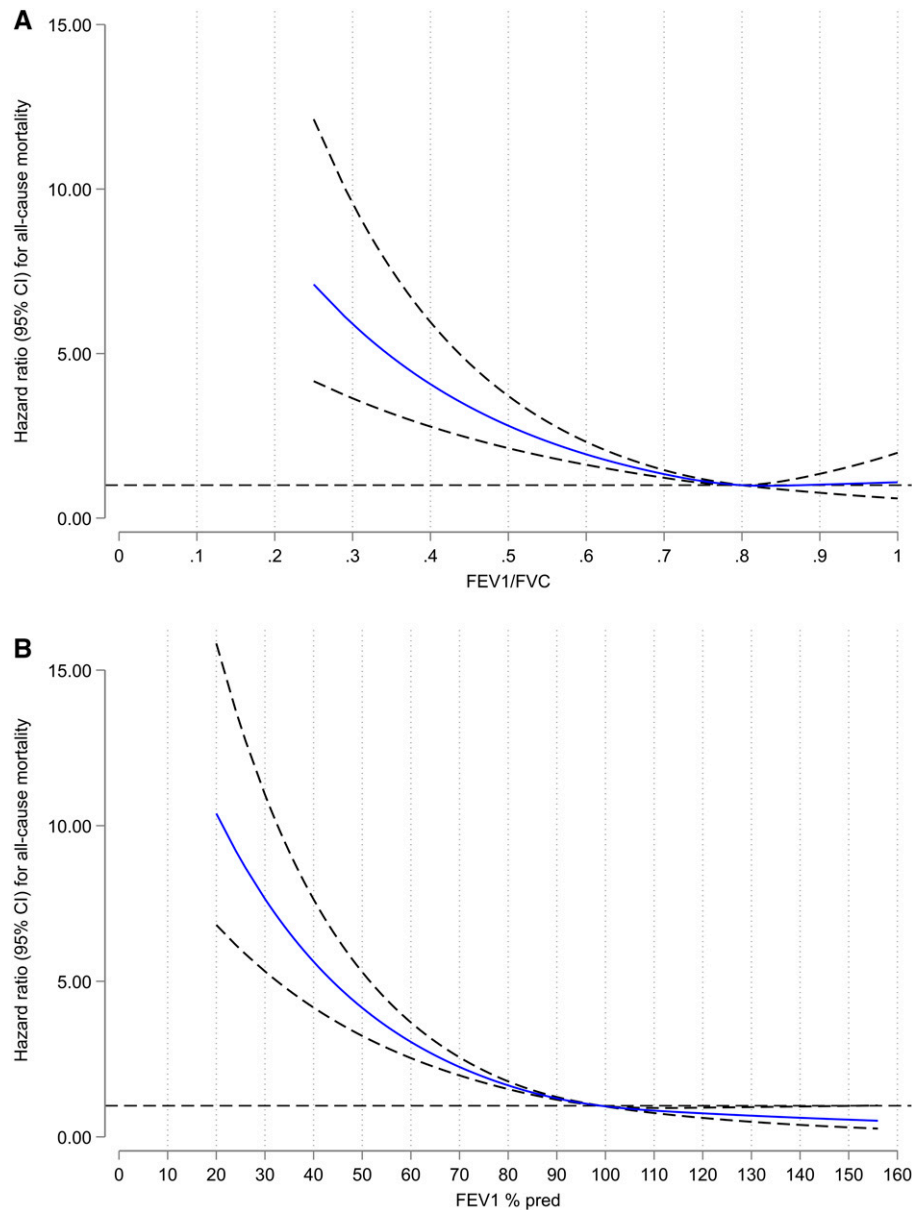 A
Hazard ratio (95% CI) for all-cause mortality
15.00
10.00
5.00
0.00
0 .1 .2 .3 .4 .5 .6 .7 .8 .9 1
FEV1/FVC
B
Hazard ratio (95% CI) for all-cause mortality
15.00
10.00
5.00
0.00
0 10 20 30 40 50 60 70 80 90 100 110 120 130 140 150 160
FEV1 % pred